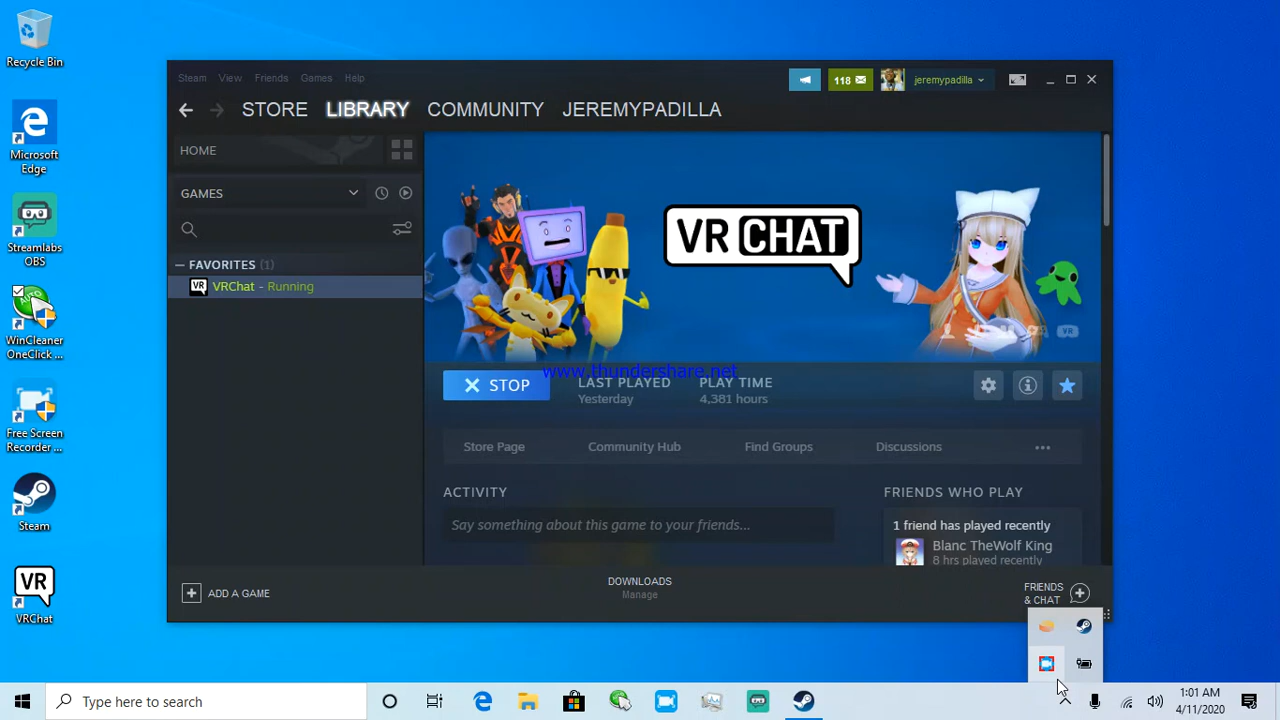 Recycle Bin
Microsoft
Edge
Streamlabs
OBS
WinCleaner
OneClick ...
Free Screen
Recorder ...
Steam
VR
VRChat
Steam View Friends Games Help
118
jeremypadilla
STORE LIBRARY COMMUNITY JEREMYPADILLA
HOME
GAMES
FAVORITES (1)
VR VRChat - Running
VR CHAT
VR
www.thundershare.net
STOP
LAST PLAYED
Yesterday
PLAY TIME
4,381 hours
Store Page Community Hub Find Groups Discussions
ACTIVITY
Say something about this game to your friends...
FRIENDS WHO PLAY
1 friend has played recently
Blanc TheWolf King
8 hrs played recently
ADD A GAME
DOWNLOADS
Manage
FRIENDS
& CHAT
Type here to search
1:01 AM
4/11/2020